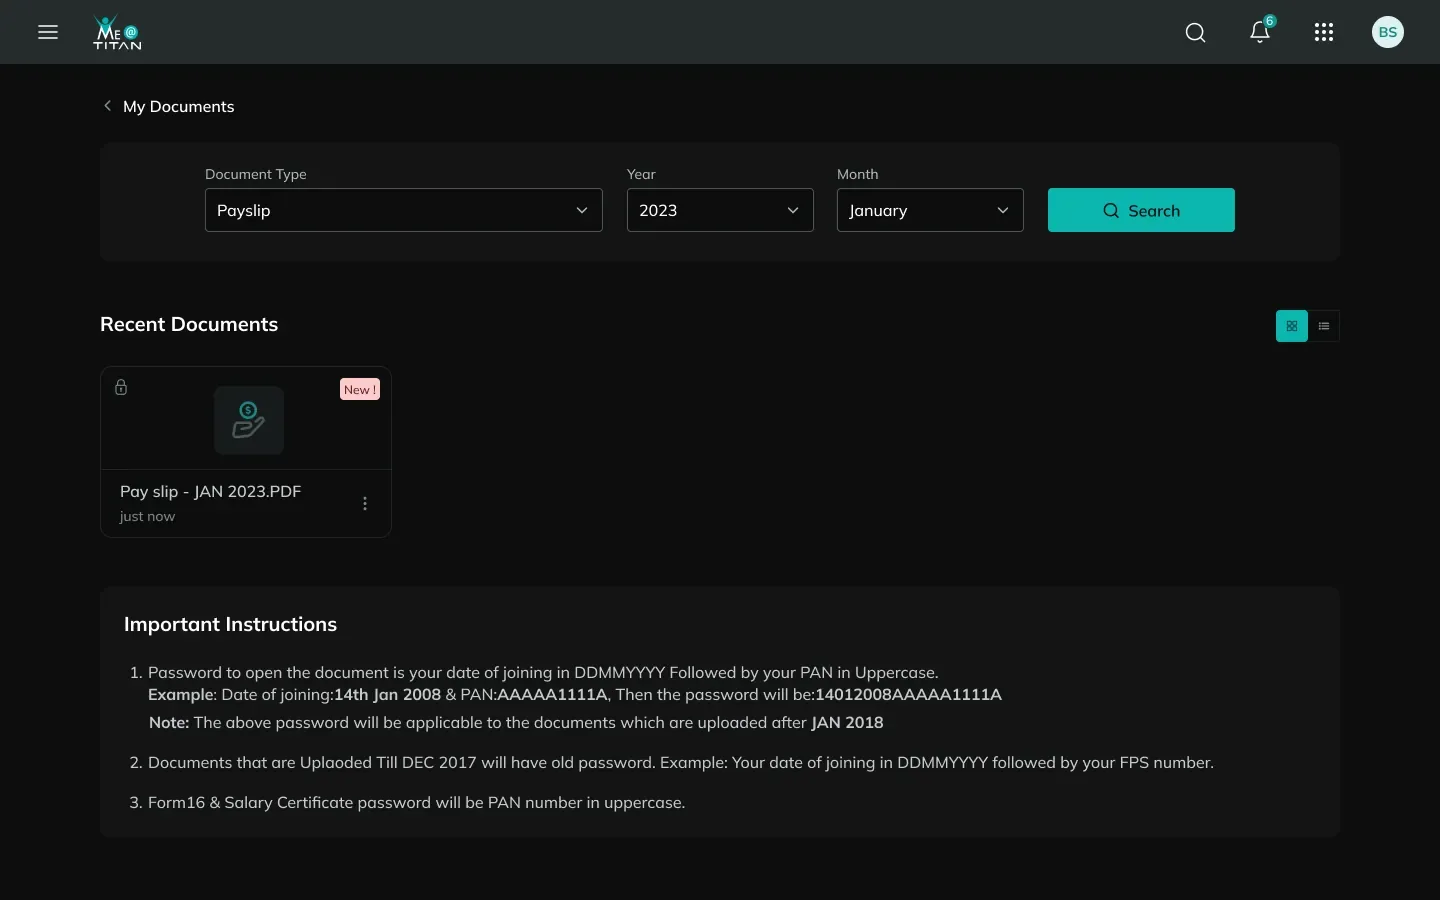 ME @
TITAN
6
BS
My Documents
Document Type
Year
Month
Payslip
2023
January
Search
Recent Documents
New !
$
Pay slip - JAN 2023.PDF
just now
Important Instructions
1. Password to open the document is your date of joining in DDMMYYYY Followed by your PAN in Uppercase.
Example: Date of joining:14th Jan 2008 & PAN:AAAAA1111A, Then the password will be:14012008AAAAA1111A
Note: The above password will be applicable to the documents which are uploaded after JAN 2018
2. Documents that are Uplaoded Till DEC 2017 will have old password. Example: Your date of joining in DDMMYYYY followed by your FPS number.
3. Form16 & Salary Certificate password will be PAN number in uppercase.